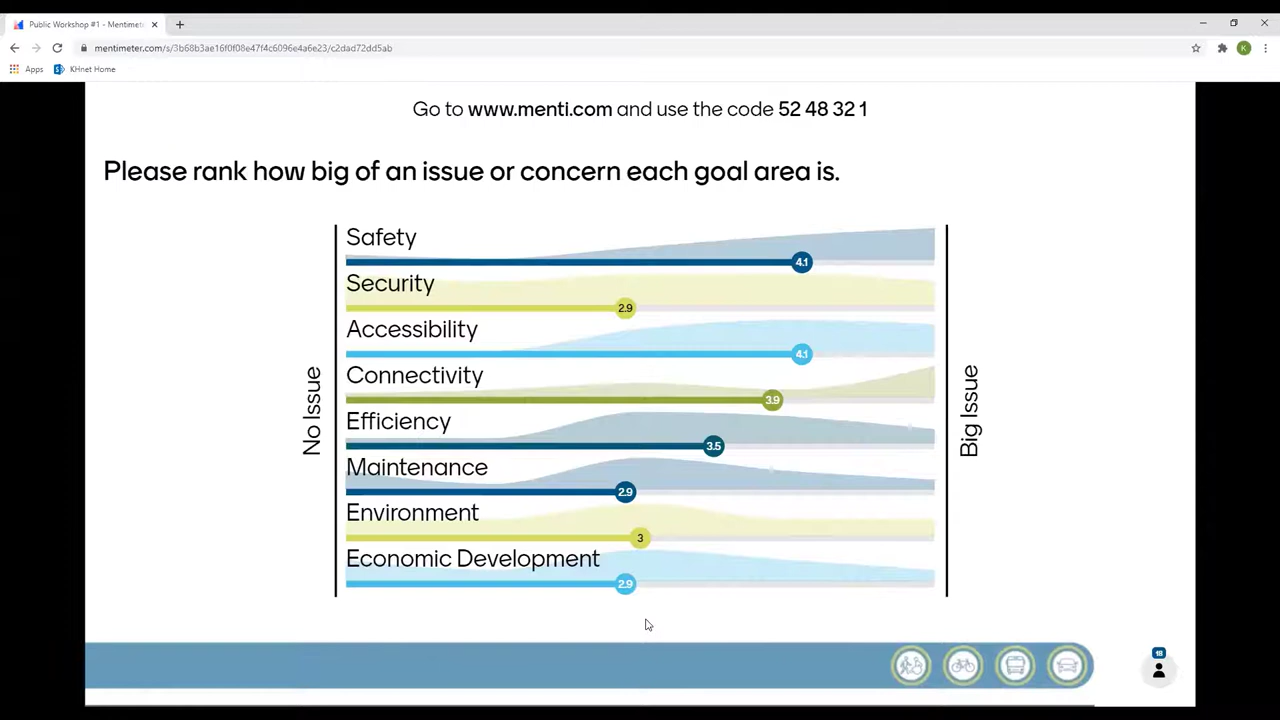 Public Workshop #1 - Mentimet
mentimeter.com/s/3b68b3ae16f0f08e47f4c6096e4a6e23/c2dad72dd5ab
K
Apps
KHnet Home
Go to www.menti.com and use the code 52 48 32 1
Please rank how big of an issue or concern each goal area is.
No Issue
Big Issue
Safety
4.1
Security
2.9
Accessibility
4.1
Connectivity
3.9
Efficiency
3.5
Maintenance
2.9
Environment
3
Economic Development
2.9
18